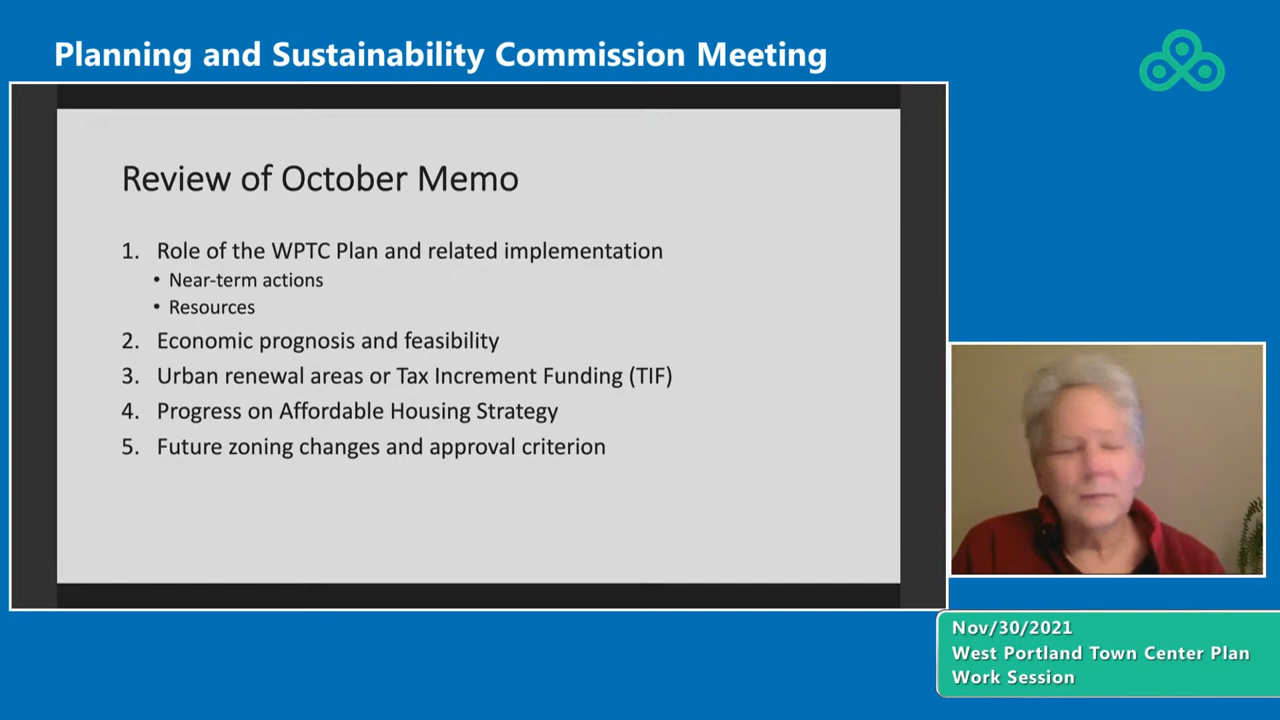 Planning and Sustainability Commission Meeting
Review of October Memo
1. Role of the WPTC Plan and related implementation
• Near-term actions
• Resources
2. Economic prognosis and feasibility
3. Urban renewal areas or Tax Increment Funding (TIF)
4. Progress on Affordable Housing Strategy
5. Future zoning changes and approval criterion
Nov/30/2021
West Portland Town Center Plan
Work Session